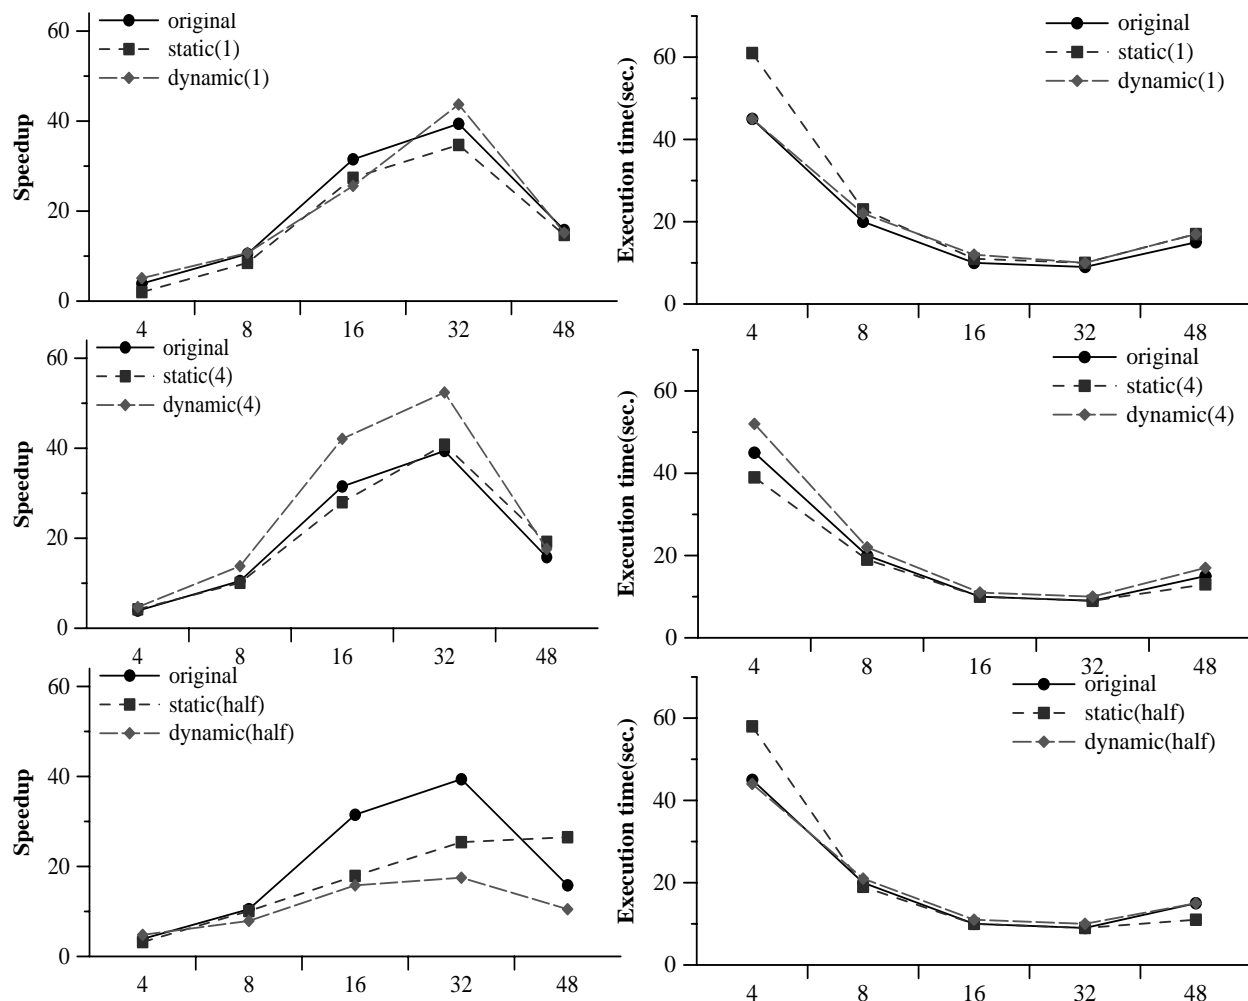 original
static(1)
dynamic(1)
Speedup
60
40
20
0
4 8 16 32 48
original
static(1)
dynamic(1)
Execution time(sec.)
60
40
20
0
4 8 16 32 48
original
static(4)
dynamic(4)
Speedup
60
40
20
0
4 8 16 32 48
original
static(4)
dynamic(4)
Execution time(sec.)
60
40
20
0
4 8 16 32 48
original
static(half)
dynamic(half)
Speedup
60
40
20
0
4 8 16 32 48
original
static(half)
dynamic(half)
Execution time(sec.)
60
40
20
0
4 8 16 32 48